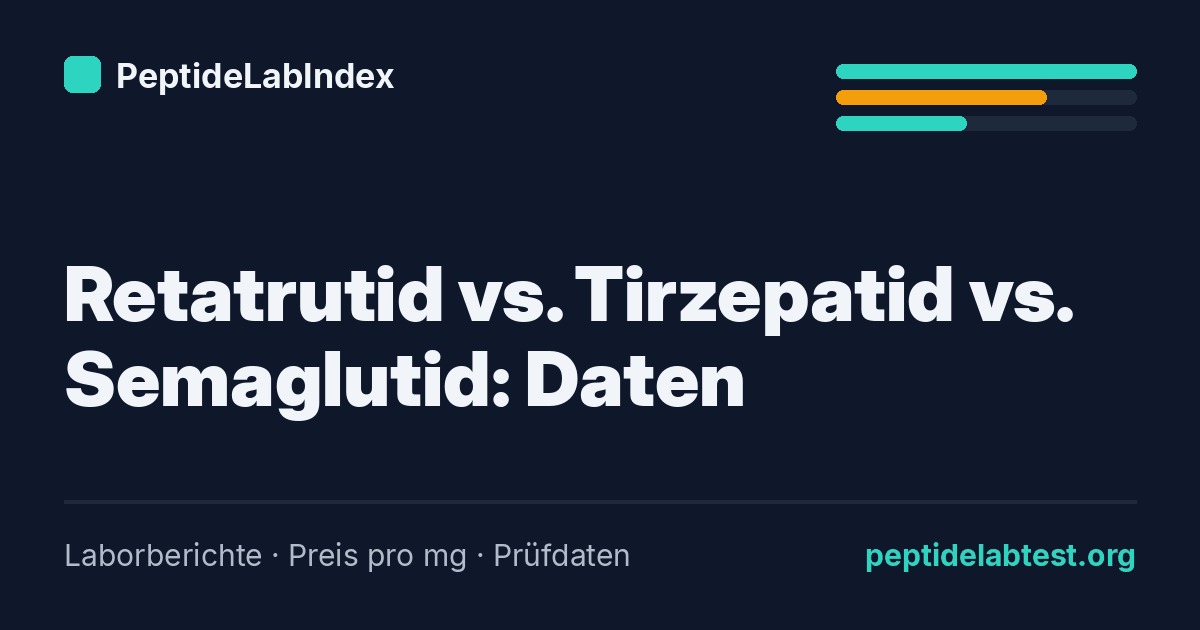 PeptideLabIndex
Retatrutid vs. Tirzepatid vs.
Semaglutid: Daten
Laborberichte · Preis pro mg · Prüfdaten
peptidelabtest.org